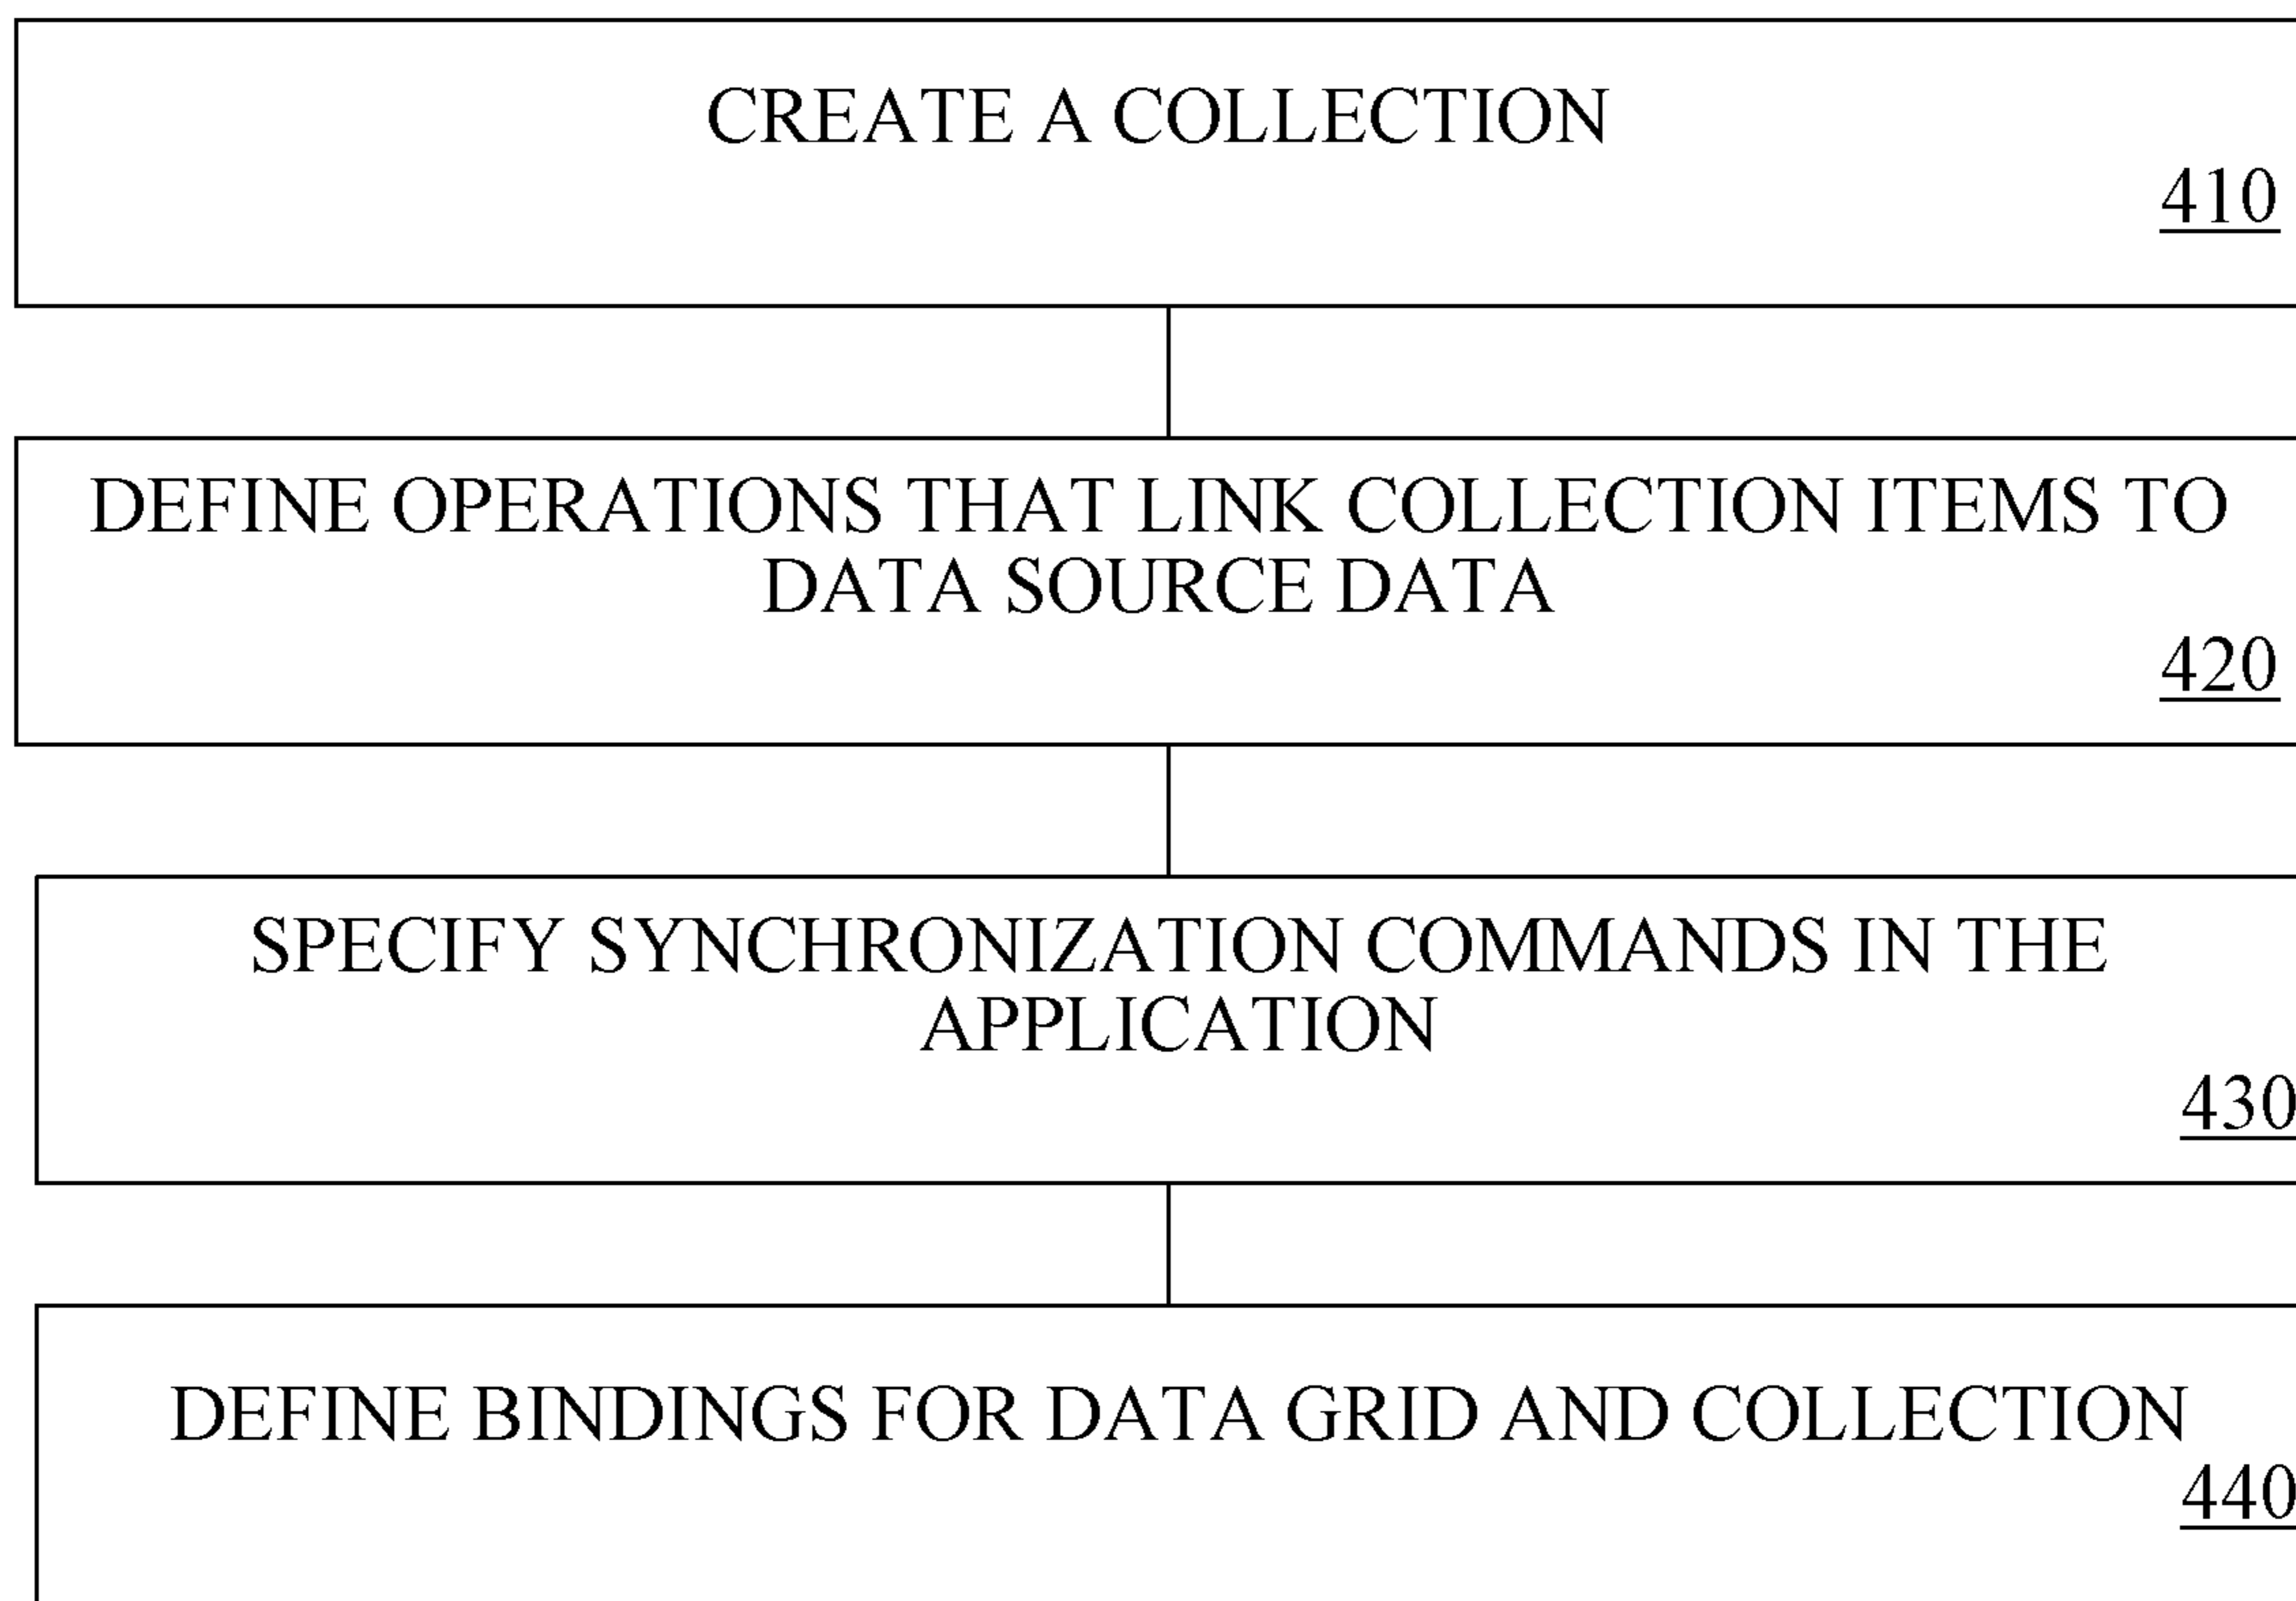 CREATE A COLLECTION
410
DEFINE OPERATIONS THAT LINK COLLECTION ITEMS TO
DATA SOURCE DATA
420
SPECIFY SYNCHRONIZATION COMMANDS IN THE
APPLICATION
430
DEFINE BINDINGS FOR DATA GRID AND COLLECTION
440